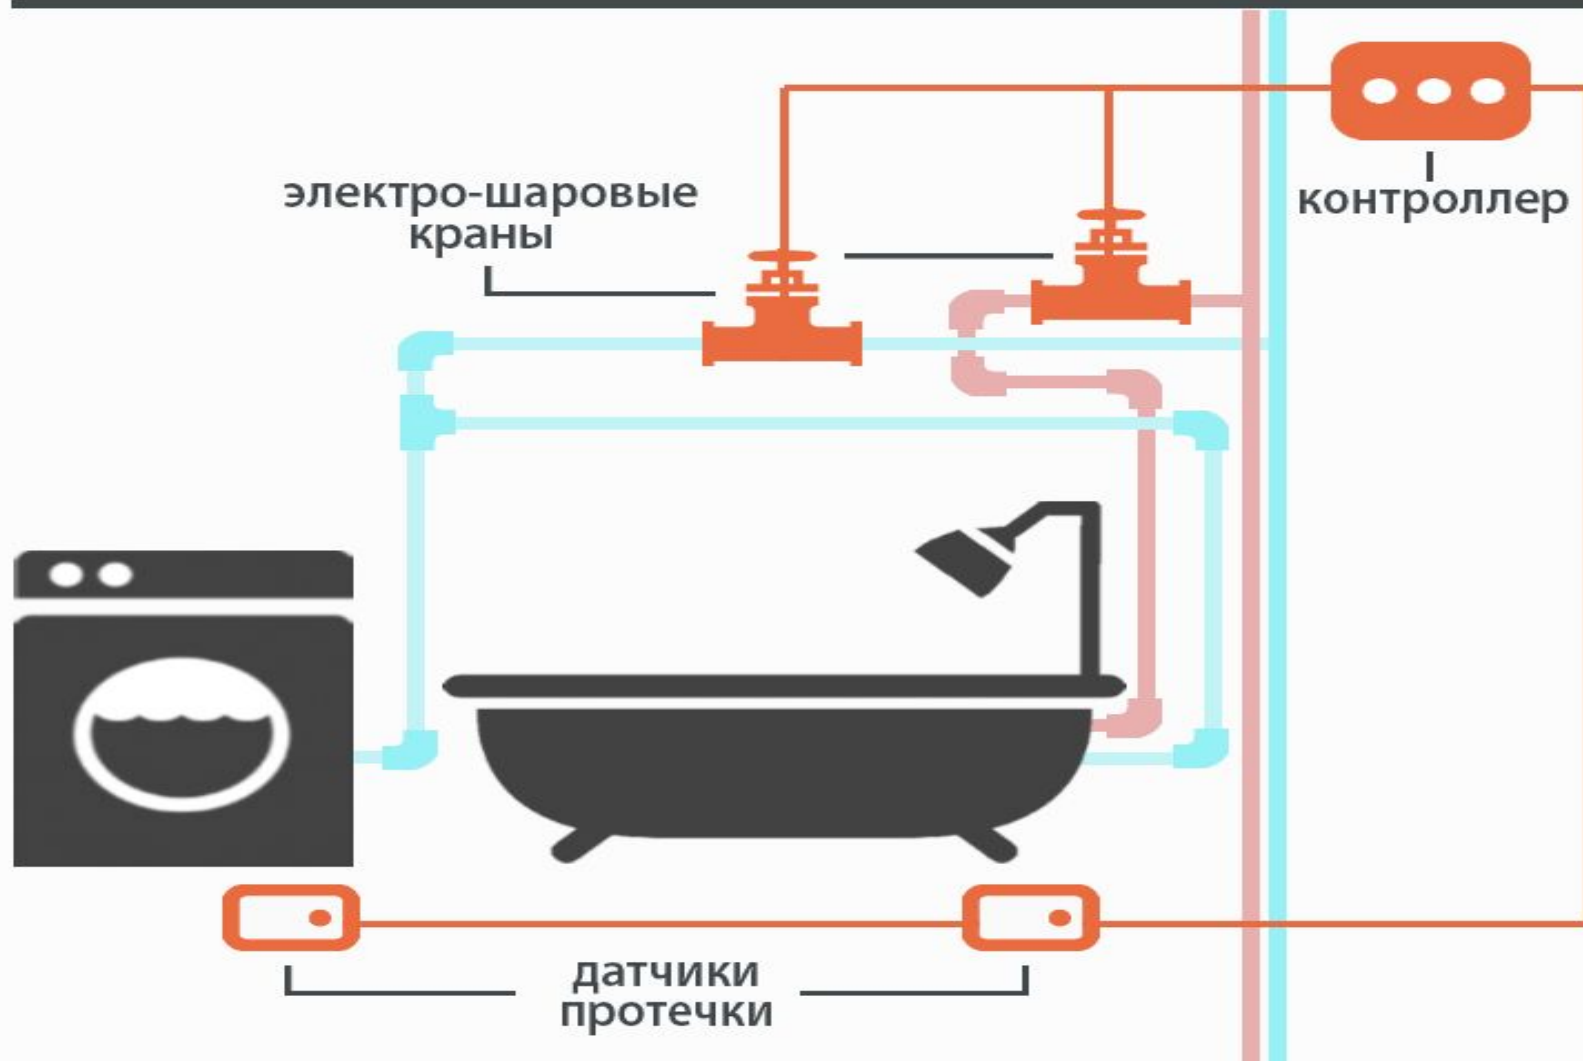 электро-шаровые
краны
контроллер
датчики
протечки